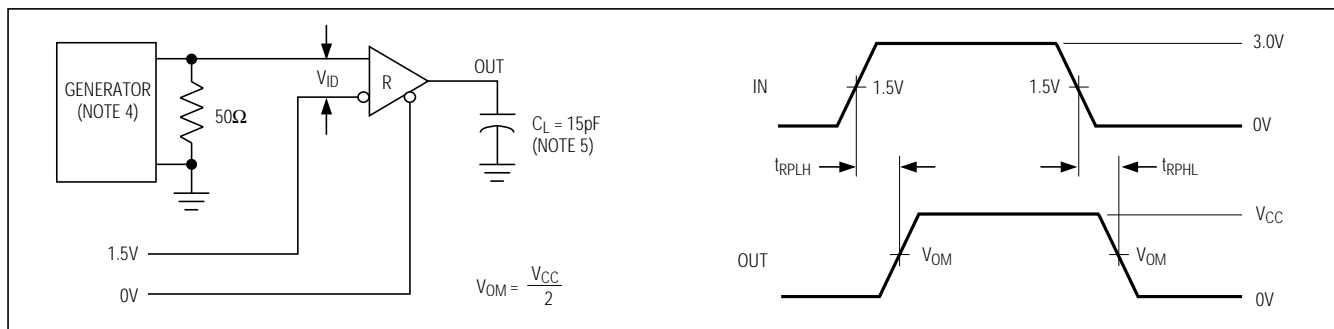 GENERATOR
(NOTE 4)
50Ω
V_ID
R
OUT
C_L = 15pF
(NOTE 5)
1.5V
0V
V_OM = V_CC / 2
IN
1.5V
1.5V
3.0V
0V
t_RPLH
t_RPHL
OUT
V_OM
V_OM
V_CC
0V